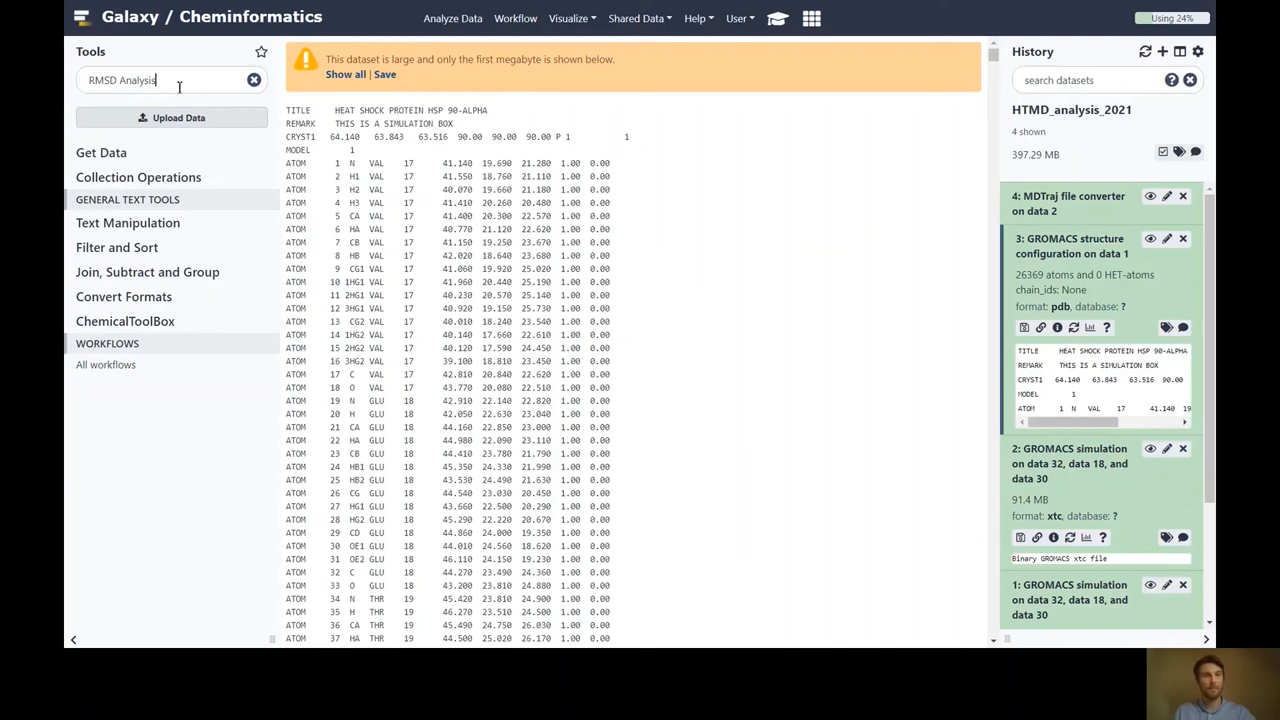 Galaxy / Cheminformatics
Analyze Data
Workflow
Visualize
Shared Data
Help
User
Using 24%
Tools
RMSD Analysis
Upload Data
Get Data
Collection Operations
GENERAL TEXT TOOLS
Text Manipulation
Filter and Sort
Join, Subtract and Group
Convert Formats
ChemicalToolBox
WORKFLOWS
All workflows
This dataset is large and only the first megabyte is shown below.
Show all | Save
TITLE HEAT SHOCK PROTEIN HSP 90-ALPHA
REMARK THIS IS A SIMULATION BOX
CRYST1 64.140 63.843 63.516 90.00 90.00 90.00 P 1 1
MODEL 1
ATOM 1 N VAL 17 41.140 19.690 21.280 1.00 0.00
ATOM 2 H1 VAL 17 41.550 18.760 21.110 1.00 0.00
ATOM 3 H2 VAL 17 40.070 19.660 21.180 1.00 0.00
ATOM 4 H3 VAL 17 41.410 20.260 20.480 1.00 0.00
ATOM 5 CA VAL 17 41.400 20.300 22.570 1.00 0.00
ATOM 6 HA VAL 17 40.770 21.120 22.620 1.00 0.00
ATOM 7 CB VAL 17 41.150 19.250 23.670 1.00 0.00
ATOM 8 HB VAL 17 42.020 18.640 23.680 1.00 0.00
ATOM 9 CG1 VAL 17 41.060 19.920 25.020 1.00 0.00
ATOM 10 1HG1 VAL 17 41.960 20.440 25.190 1.00 0.00
ATOM 11 2HG1 VAL 17 40.230 20.570 25.140 1.00 0.00
ATOM 12 3HG1 VAL 17 40.920 19.150 25.730 1.00 0.00
ATOM 13 CG2 VAL 17 40.010 18.240 23.540 1.00 0.00
ATOM 14 1HG2 VAL 17 40.140 17.660 22.610 1.00 0.00
ATOM 15 2HG2 VAL 17 40.120 17.590 24.450 1.00 0.00
ATOM 16 3HG2 VAL 17 39.100 18.810 23.450 1.00 0.00
ATOM 17 C VAL 17 42.810 20.840 22.620 1.00 0.00
ATOM 18 O VAL 17 43.770 20.080 22.510 1.00 0.00
ATOM 19 N GLU 18 42.910 22.140 22.820 1.00 0.00
ATOM 20 H GLU 18 42.050 22.630 23.040 1.00 0.00
ATOM 21 CA GLU 18 44.160 22.850 23.000 1.00 0.00
ATOM 22 HA GLU 18 44.980 22.090 23.110 1.00 0.00
ATOM 23 CB GLU 18 44.410 23.780 21.790 1.00 0.00
ATOM 24 HB1 GLU 18 45.350 24.330 21.990 1.00 0.00
ATOM 25 HB2 GLU 18 43.530 24.490 21.630 1.00 0.00
ATOM 26 CG GLU 18 44.540 23.030 20.450 1.00 0.00
ATOM 27 HG1 GLU 18 43.660 22.500 20.290 1.00 0.00
ATOM 28 HG2 GLU 18 45.290 22.220 20.670 1.00 0.00
ATOM 29 CD GLU 18 44.860 24.000 19.350 1.00 0.00
ATOM 30 OE1 GLU 18 44.010 24.560 18.620 1.00 0.00
ATOM 31 OE2 GLU 18 46.110 24.150 19.230 1.00 0.00
ATOM 32 C GLU 18 44.270 23.490 24.360 1.00 0.00
ATOM 33 O GLU 18 43.200 23.810 24.880 1.00 0.00
ATOM 34 N THR 19 45.420 23.810 24.900 1.00 0.00
ATOM 35 H THR 19 46.270 23.510 24.500 1.00 0.00
ATOM 36 CA THR 19 45.490 24.750 26.030 1.00 0.00
ATOM 37 HA THR 19 44.500 25.020 26.170 1.00 0.00
History
search datasets
HTMD_analysis_2021
4 shown
397.29 MB
4: MDTraj file converter
on data 2
3: GROMACS structure
configuration on data 1
26369 atoms and 0 HET-atoms
chain_ids: None
format: pdb, database: ?
TITLE HEAT SHOCK PROTEIN HSP 90-ALPHA
REMARK THIS IS A SIMULATION BOX
CRYST1 64.140 63.843 63.516 90.00
MODEL 1
ATOM 1 N VAL 17 41.140 19
2: GROMACS simulation
on data 32, data 18, and
data 30
91.4 MB
format: xtc, database: ?
Binary GROMACS xtc file
1: GROMACS simulation
on data 32, data 18, and
data 30